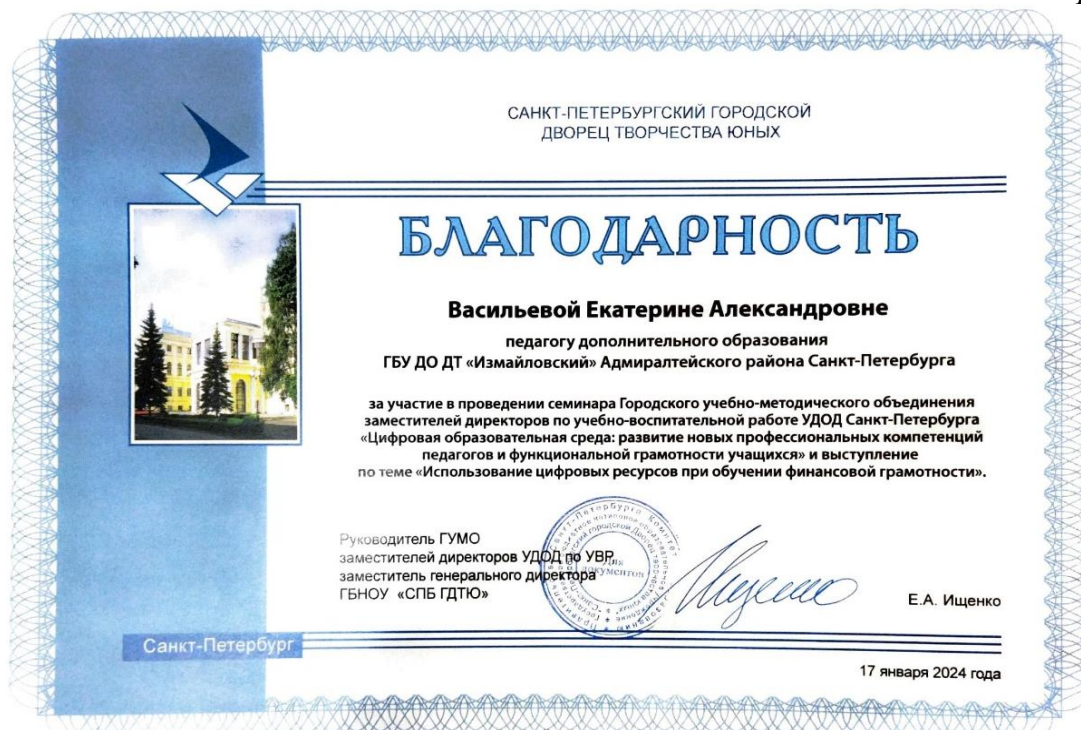 САНКТ-ПЕТЕРБУРГСКИЙ ГОРОДСКОЙ
ДВОРЕЦ ТВОРЧЕСТВА ЮНЫХ
БЛАГОДАРНОСТЬ
Васильевой Екатерине Александровне
педагогу дополнительного образования
ГБУ ДО ДТ «Измайловский» Адмиралтейского района Санкт-Петербурга
за участие в проведении семинара Городского учебно-методического объединения
заместителей директоров по учебно-воспитательной работе УДОД Санкт-Петербурга
«Цифровая образовательная среда: развитие новых профессиональных компетенций
педагогов и функциональной грамотности учащихся» и выступление
по теме «Использование цифровых ресурсов при обучении финансовой грамотности».
Руководитель ГУМО
заместителей директоров УДОД по УВР,
заместитель генерального директора
ГБНОУ «СПБ ГДТЮ»
Для
документов
Е.А. Ищенко
Санкт-Петербург
17 января 2024 года